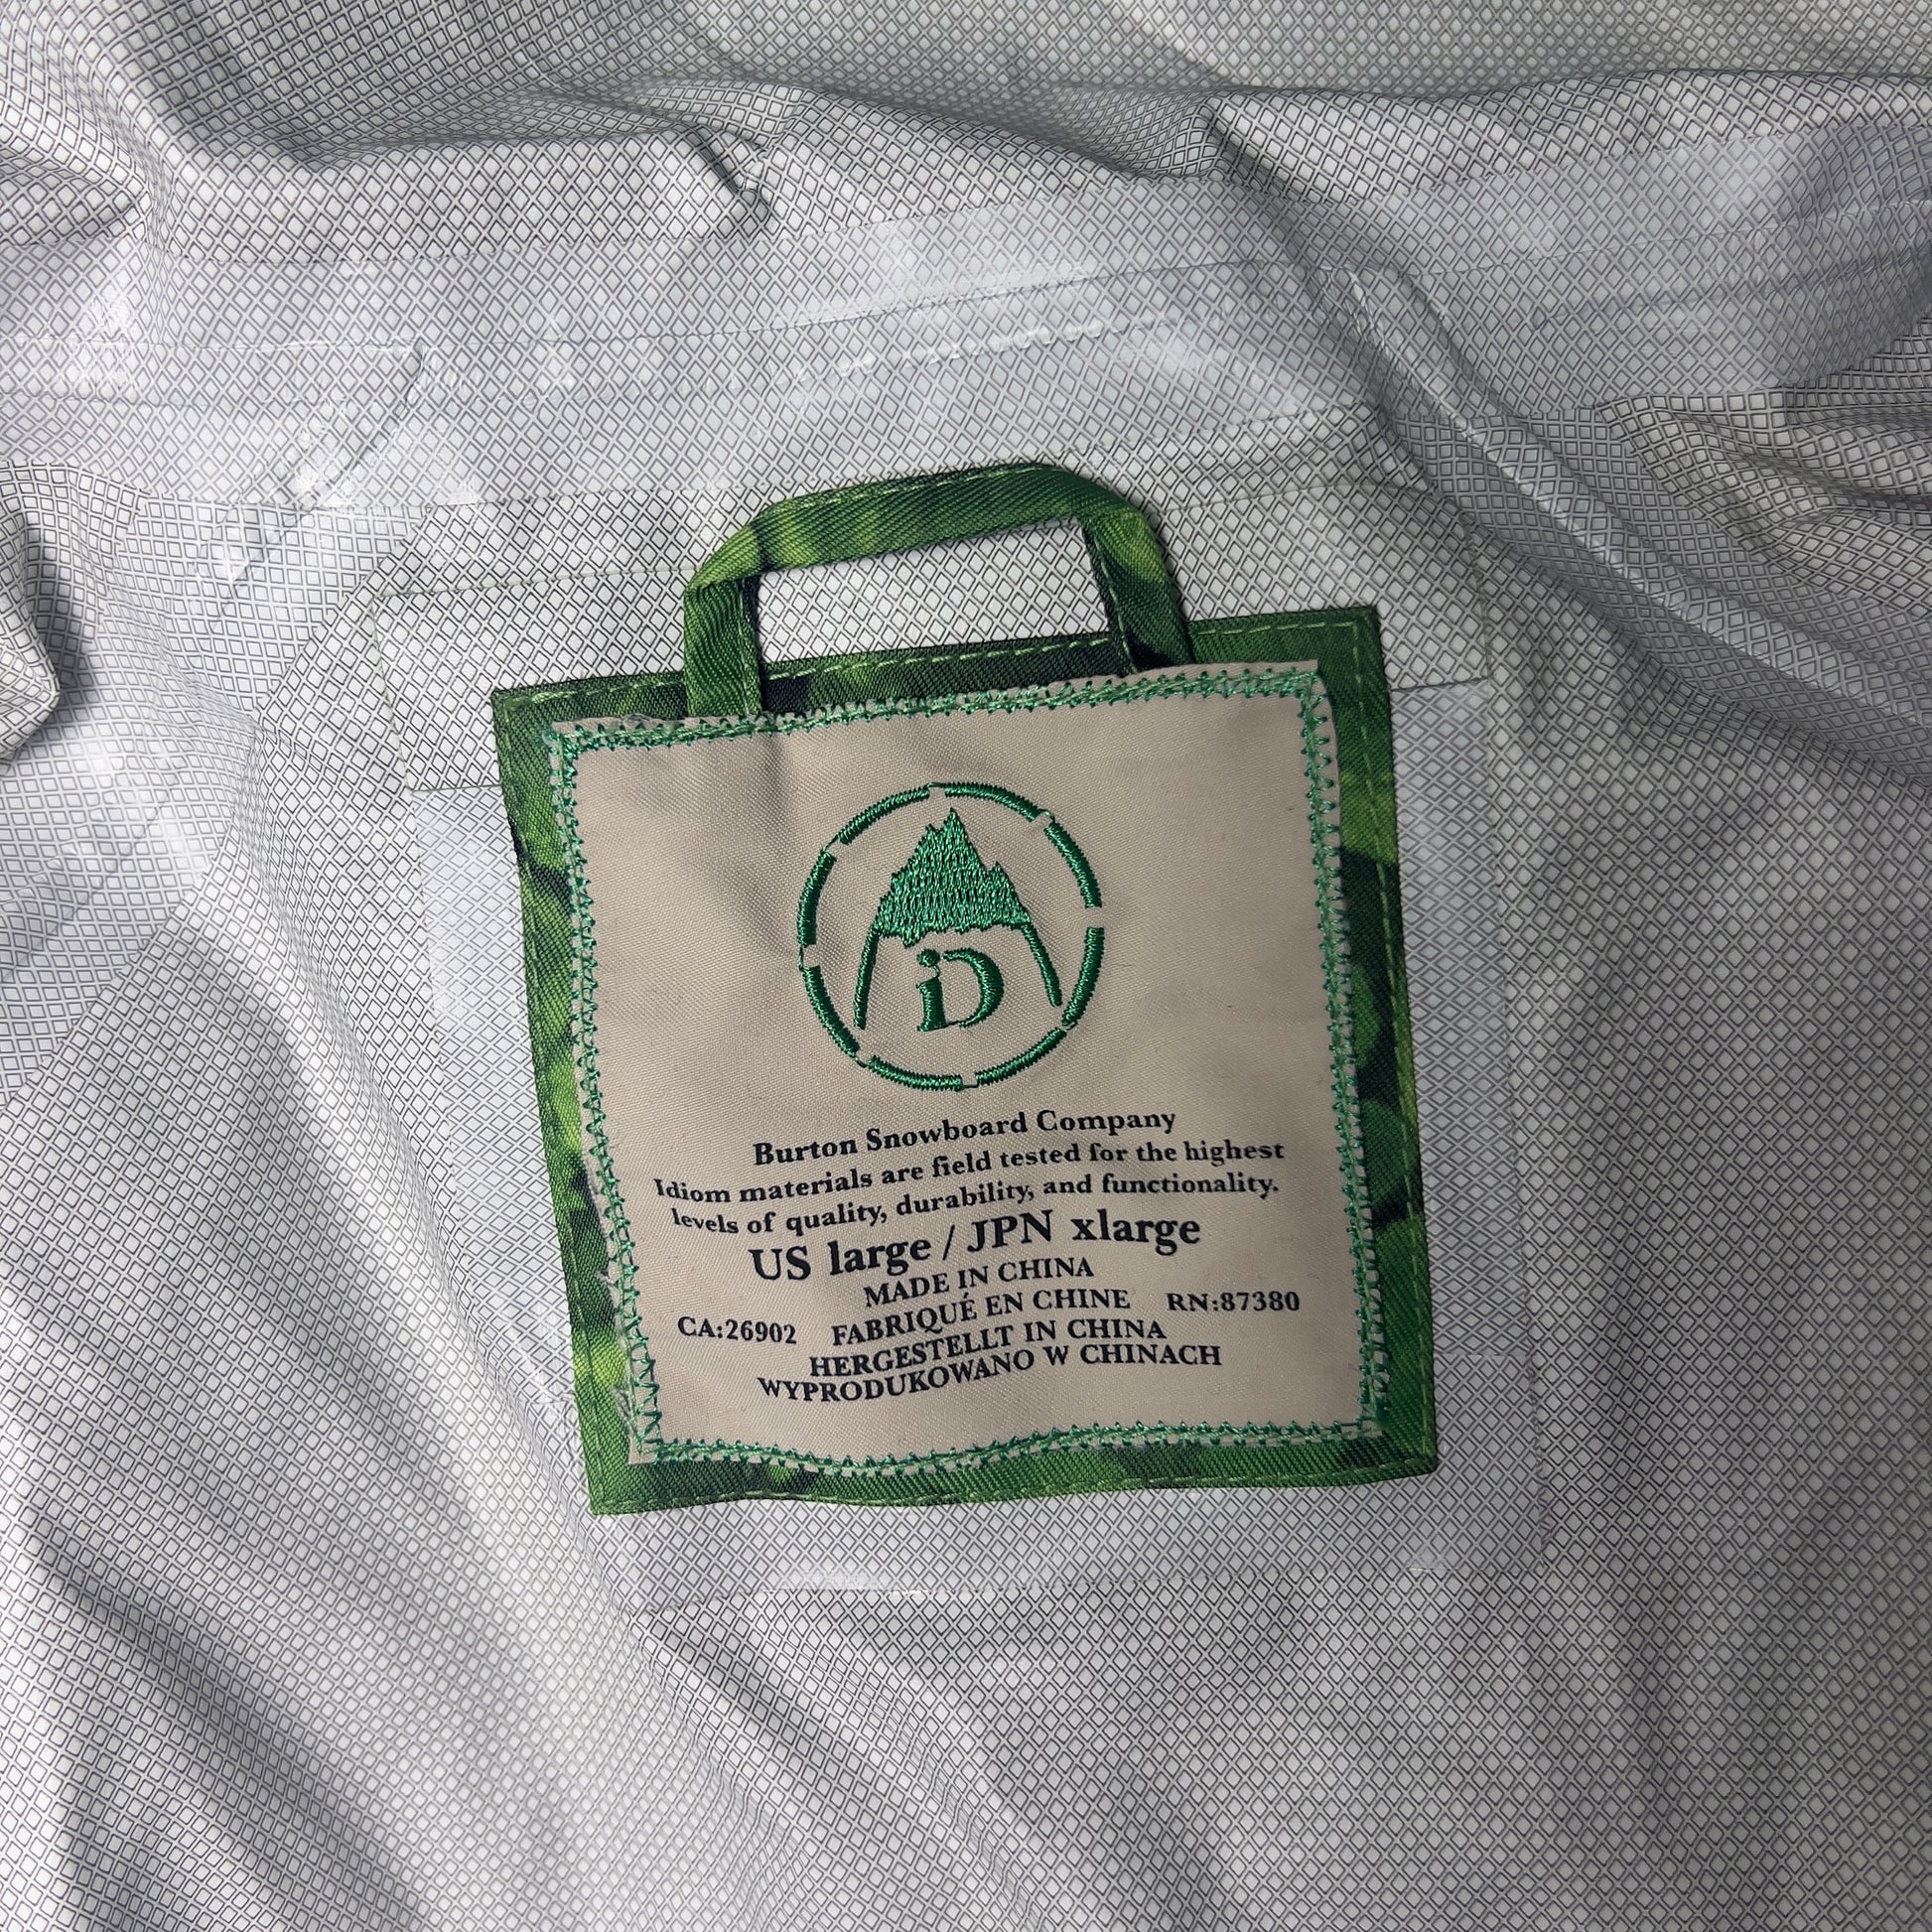 iD
Burton Snowboard Company
Idiom materials are field tested for the highest
levels of quality, durability, and functionality.
US large / JPN xlarge
MADE IN CHINA
CA:26902 FABRIQUÉ EN CHINE RN:87380
HERGESTELLT IN CHINA
WYPRODUKOWANO W CHINACH